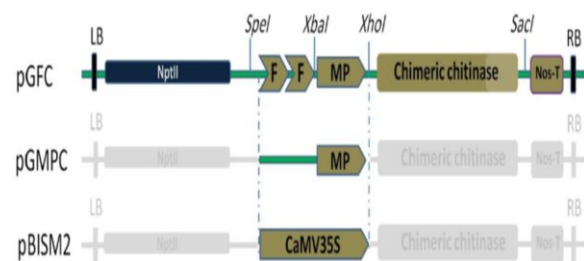 SpeI XbaI XhoI SacI
LB RB
pGFC NptII F F MP Chimeric chitinase Nos-T
LB RB
pGMPC NptII MP Chimeric chitinase Nos-T
LB RB
pBISM2 NptII CaMV35S Chimeric chitinase Nos-T